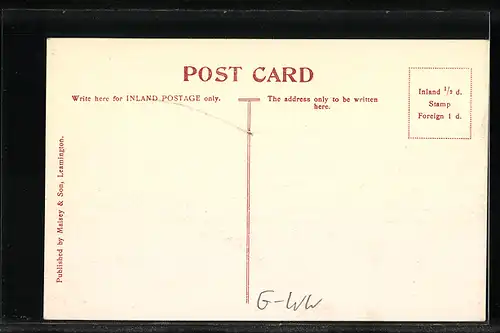 POST CARD
Write here for INLAND POSTAGE only.
The address only to be written
here.
Inland 1/2 d.
Stamp
Foreign 1 d.
Published by Maisey & Son, Leamington.
G-WW